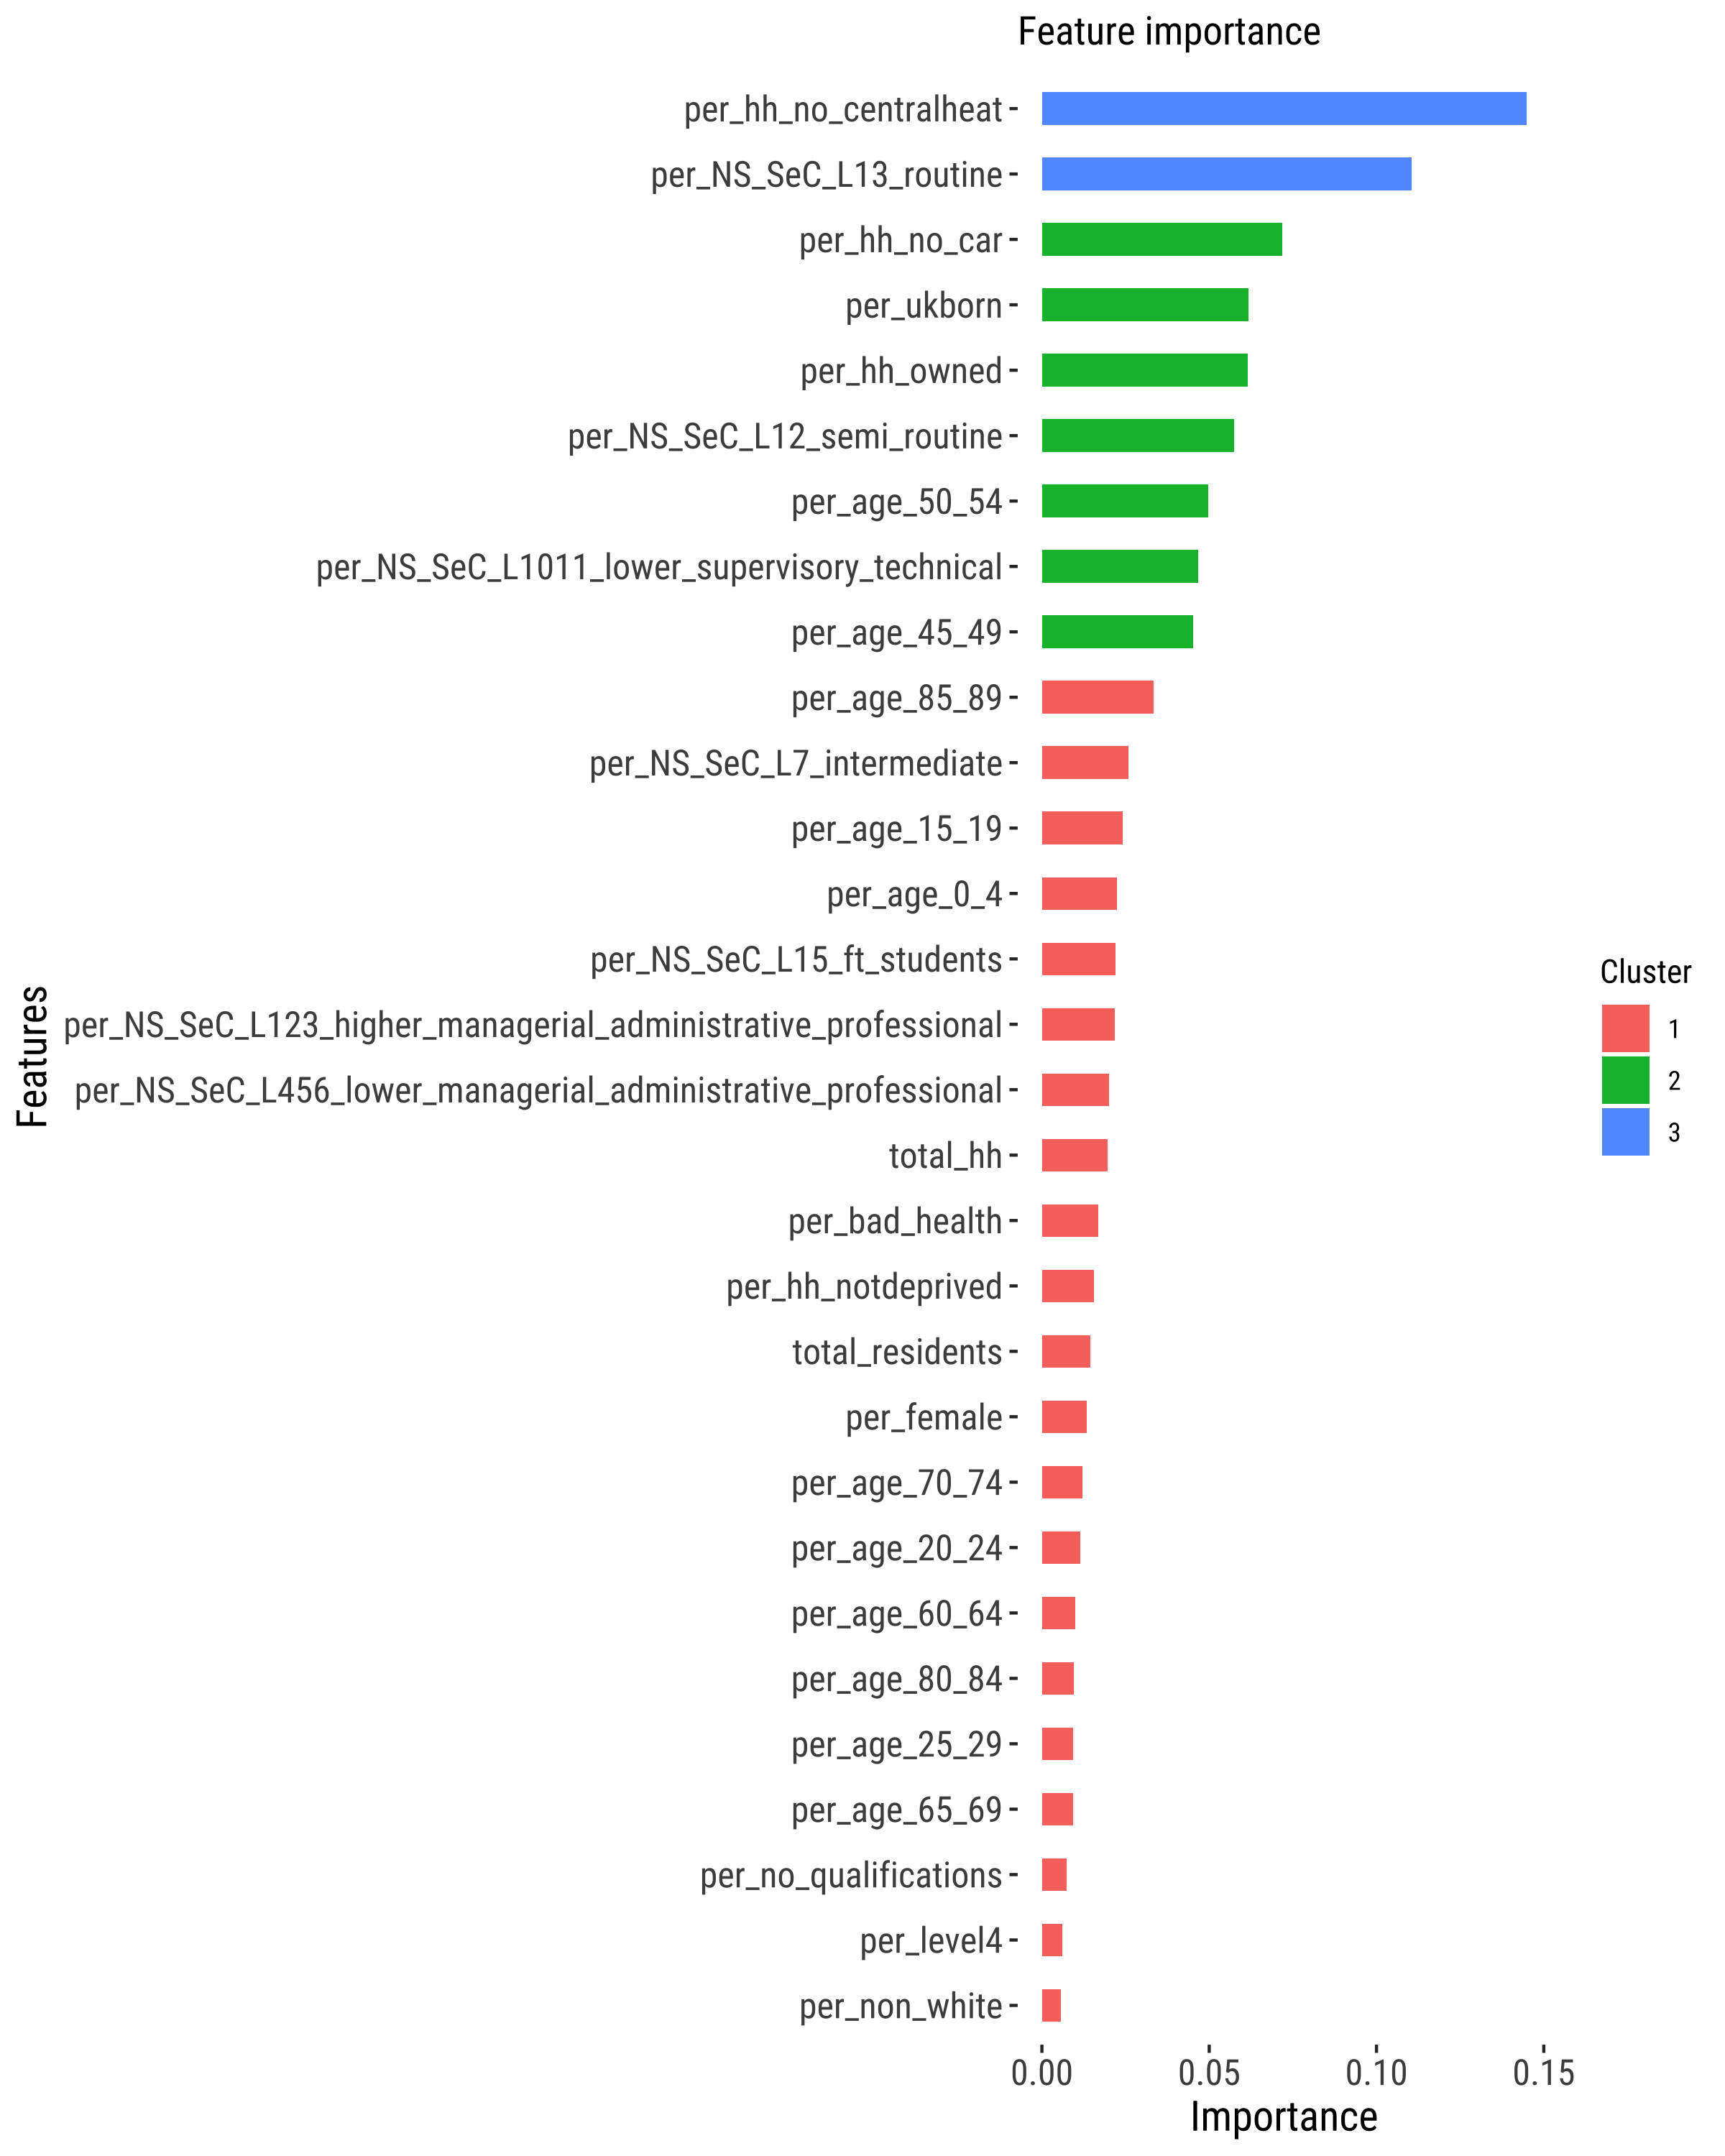 Feature importance
per_hh_no_centralheat
per_NS_SeC_L13_routine
per_hh_no_car
per_ukborn
per_hh_owned
per_NS_SeC_L12_semi_routine
per_age_50_54
per_NS_SeC_L1011_lower_supervisory_technical
per_age_45_49
per_age_85_89
per_NS_SeC_L7_intermediate
per_age_15_19
per_age_0_4
per_NS_SeC_L15_ft_students
per_NS_SeC_L123_higher_managerial_administrative_professional
per_NS_SeC_L456_lower_managerial_administrative_professional
total_hh
per_bad_health
per_hh_notdeprived
total_residents
per_female
per_age_70_74
per_age_20_24
per_age_60_64
per_age_80_84
per_age_25_29
per_age_65_69
per_no_qualifications
per_level4
per_non_white
Features
0.00 0.05 0.10 0.15
Importance
Cluster
1
2
3